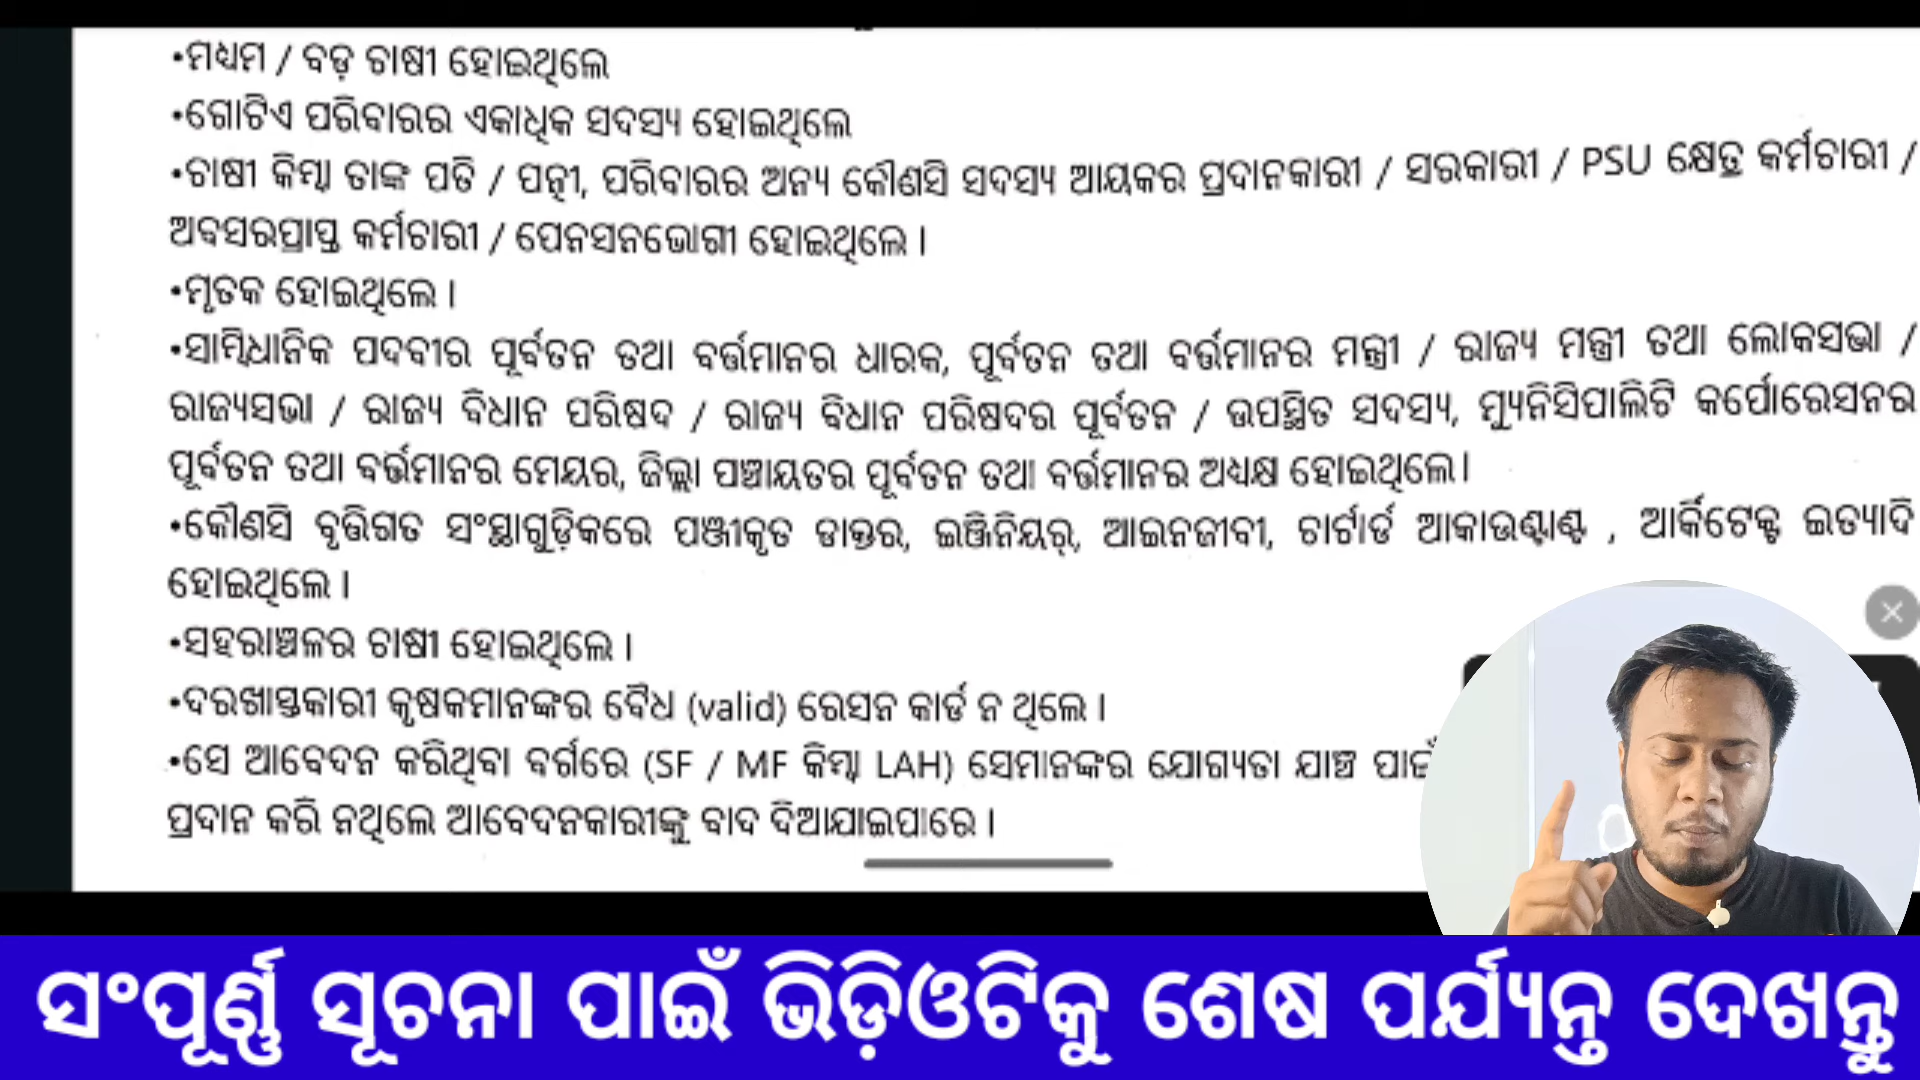 •ମଧ୍ୟମ / ବଡ଼ ଚାଷୀ ହୋଇଥିଲେ
•ଗୋଟିଏ ପରିବାରର ଏକାଧିକ ସଦସ୍ୟ ହୋଇଥିଲେ
•ଚାଷୀ କିମ୍ବା ତାଙ୍କ ପତି / ପତ୍ନୀ, ପରିବାରର ଅନ୍ୟ କୌଣସି ସଦସ୍ୟ ଆୟକର ପ୍ରଦାନକାରୀ / ସରକାରୀ / PSU କ୍ଷେତ୍ର କର୍ମଚାରୀ /
ଅବସରପ୍ରାପ୍ତ କର୍ମଚାରୀ / ପେନସନଭୋଗୀ ହୋଇଥିଲେ ।
•ମୃତକ ହୋଇଥିଲେ ।
•ସାମ୍ବିଧାନିକ ପଦବୀର ପୂର୍ବତନ ତଥା ବର୍ତ୍ତମାନର ଧାରକ, ପୂର୍ବତନ ତଥା ବର୍ତ୍ତମାନର ମନ୍ତ୍ରୀ / ରାଜ୍ୟ ମନ୍ତ୍ରୀ ତଥା ଲୋକସଭା /
ରାଜ୍ୟସଭା / ରାଜ୍ୟ ବିଧାନ ପରିଷଦ / ରାଜ୍ୟ ବିଧାନ ପରିଷଦର ପୂର୍ବତନ / ଉପସ୍ଥିତ ସଦସ୍ୟ, ମ୍ୟୁନିସିପାଲିଟି କର୍ପୋରେସନର
ପୂର୍ବତନ ତଥା ବର୍ତ୍ତମାନର ମେୟର, ଜିଲ୍ଲା ପଞ୍ଚାୟତର ପୂର୍ବତନ ତଥା ବର୍ତ୍ତମାନର ଅଧ୍ୟକ୍ଷ ହୋଇଥିଲେ।
•କୌଣସି ବୃତ୍ତିଗତ ସଂସ୍ଥାଗୁଡ଼ିକରେ ପଞ୍ଜୀକୃତ ଡାକ୍ତର, ଇଞ୍ଜିନିୟର୍, ଆଇନଜୀବୀ, ଚାର୍ଟାର୍ଡ ଆକାଉଣ୍ଟାଣ୍ଟ , ଆର୍କିଟେକ୍ଟ ଇତ୍ୟାଦି
ହୋଇଥିଲେ ।
•ସହରାଞ୍ଚଳର ଚାଷୀ ହୋଇଥିଲେ ।
•ଦରଖାସ୍ତକାରୀ କୃଷକମାନଙ୍କର ବୈଧ (valid) ରେସନ କାର୍ଡ ନ ଥିଲେ ।
•ସେ ଆବେଦନ କରିଥିବା ବର୍ଗରେ (SF / MF କିମ୍ବା LAH) ସେମାନଙ୍କର ଯୋଗ୍ୟତା ଯାଞ୍ଚ
ପ୍ରଦାନ କରି ନଥିଲେ ଆବେଦନକାରୀଙ୍କୁ ବାଦ ଦିଆଯାଇପାରେ ।
ସଂପୂର୍ଣ୍ଣ ସୂଚନା ପାଇଁ ଭିଡ଼ିଓଟିକୁ ଶେଷ ପର୍ଯ୍ୟନ୍ତ ଦେଖନ୍ତୁ